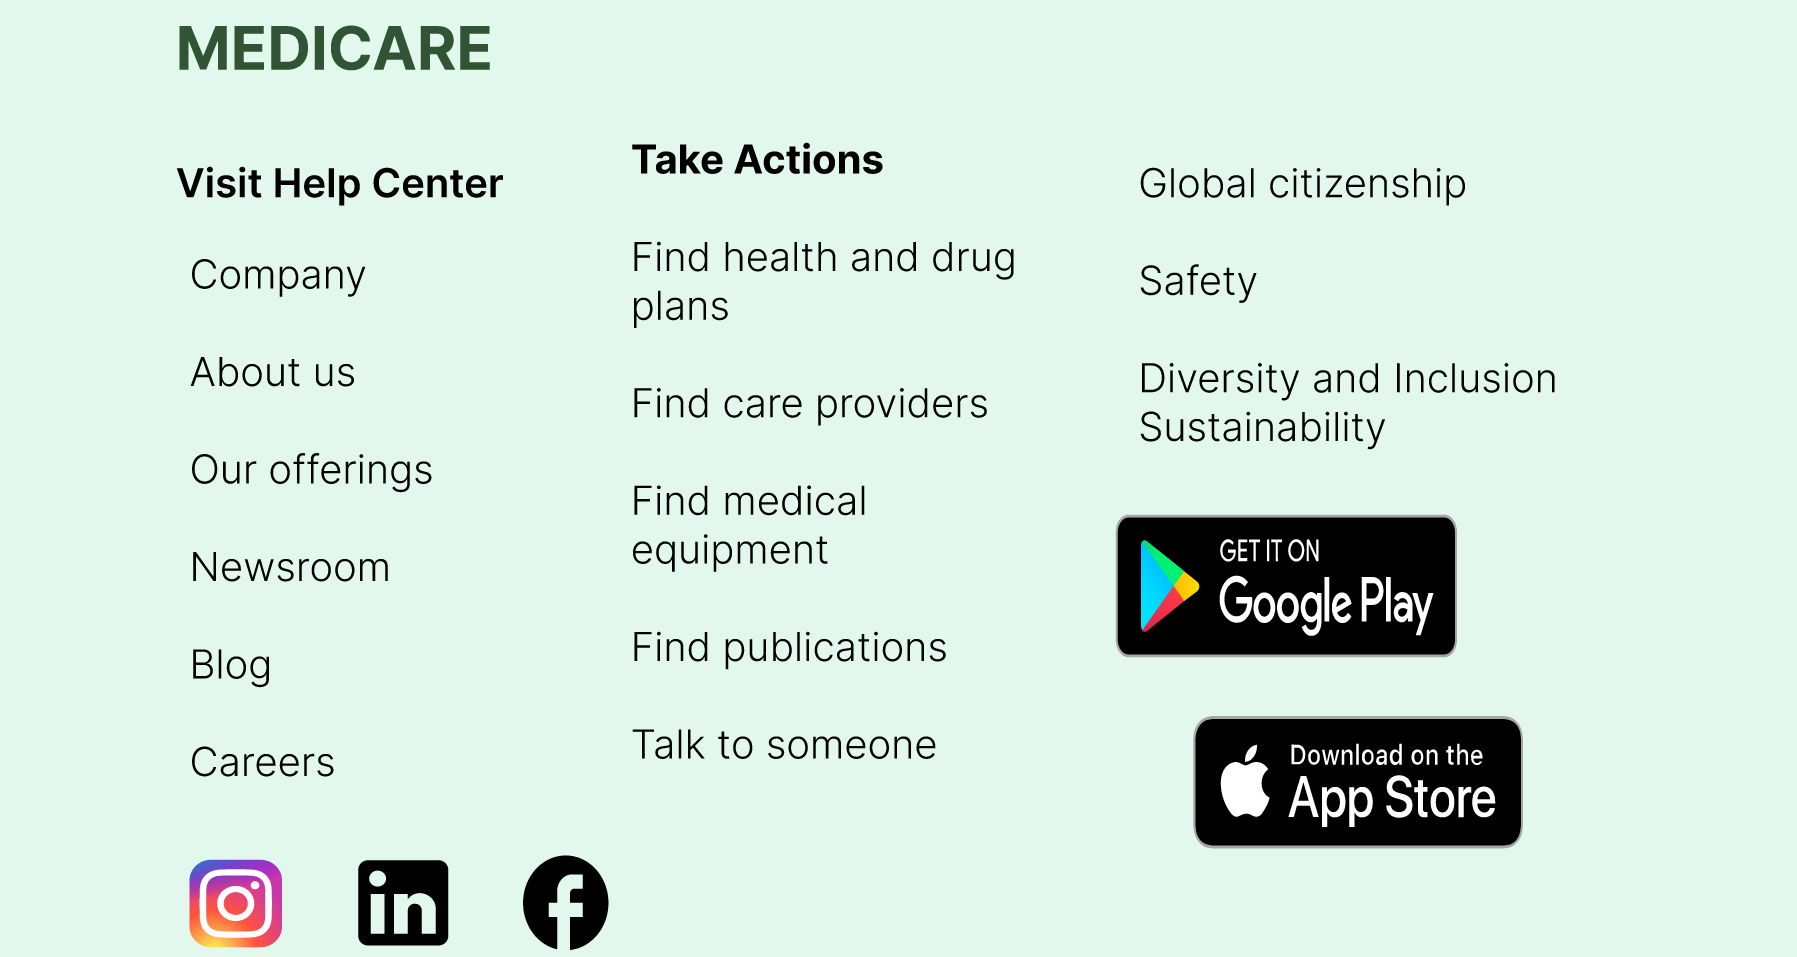 MEDICARE
Visit Help Center
Company
About us
Our offerings
Newsroom
Blog
Careers
Take Actions
Find health and drug
plans
Find care providers
Find medical
equipment
Find publications
Talk to someone
Global citizenship
Safety
Diversity and Inclusion
Sustainability
GET IT ON
Google Play
Download on the
App Store
in
f